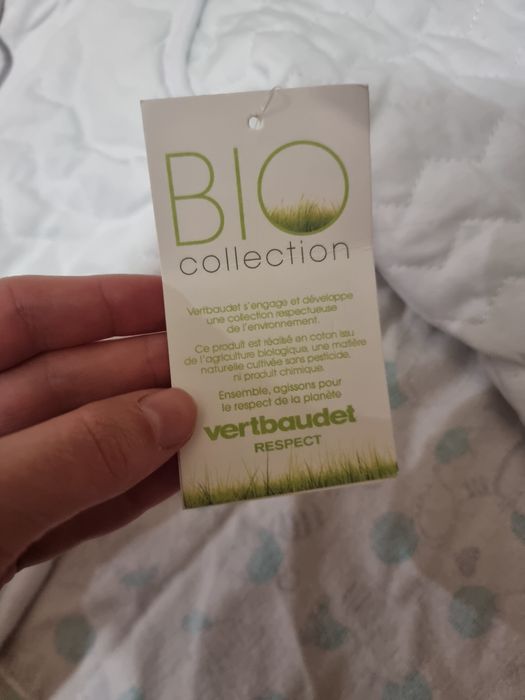 BIO
collection
Vertbaudet s'engage et développe
une collection respectueuse
de l'environnement.
Ce produit est réalisé en coton issu
de l'agriculture biologique, une matière
naturelle cultivée sans pesticide,
ni produit chimique.
Ensemble, agissons pour
le respect de la planète
vertbaudet
RESPECT